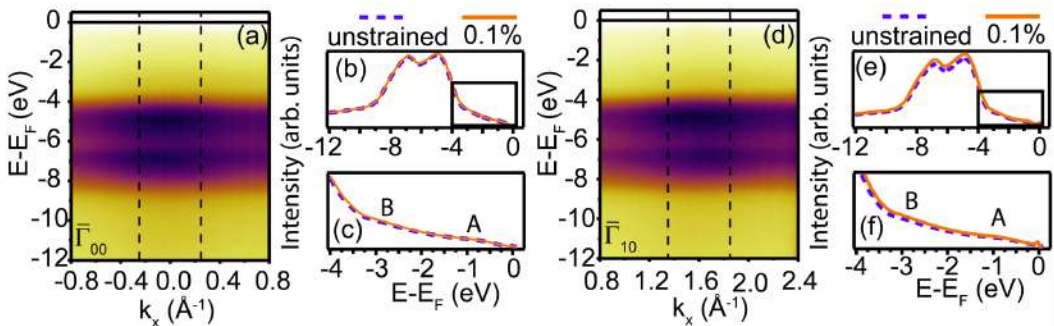 (a)
E-E_F (eV)
0
-2
-4
-6
-8
-10
-12
Γ̄₀₀
-0.8 -0.4 0.0 0.4 0.8
k_x (Å⁻¹)
unstrained 0.1%
Intensity (arb. units)
(b)
-12 -8 -4 0
(c)
B A
-4 -3 -2 -1 0
E-E_F (eV)
(d)
E-E_F (eV)
0
-2
-4
-6
-8
-10
-12
Γ̄₁₀
0.8 1.2 1.6 2.0 2.4
k_x (Å⁻¹)
unstrained 0.1%
Intensity (arb. units)
(e)
-12 -8 -4 0
(f)
B A
-4 -3 -2 -1 0
E-E_F (eV)